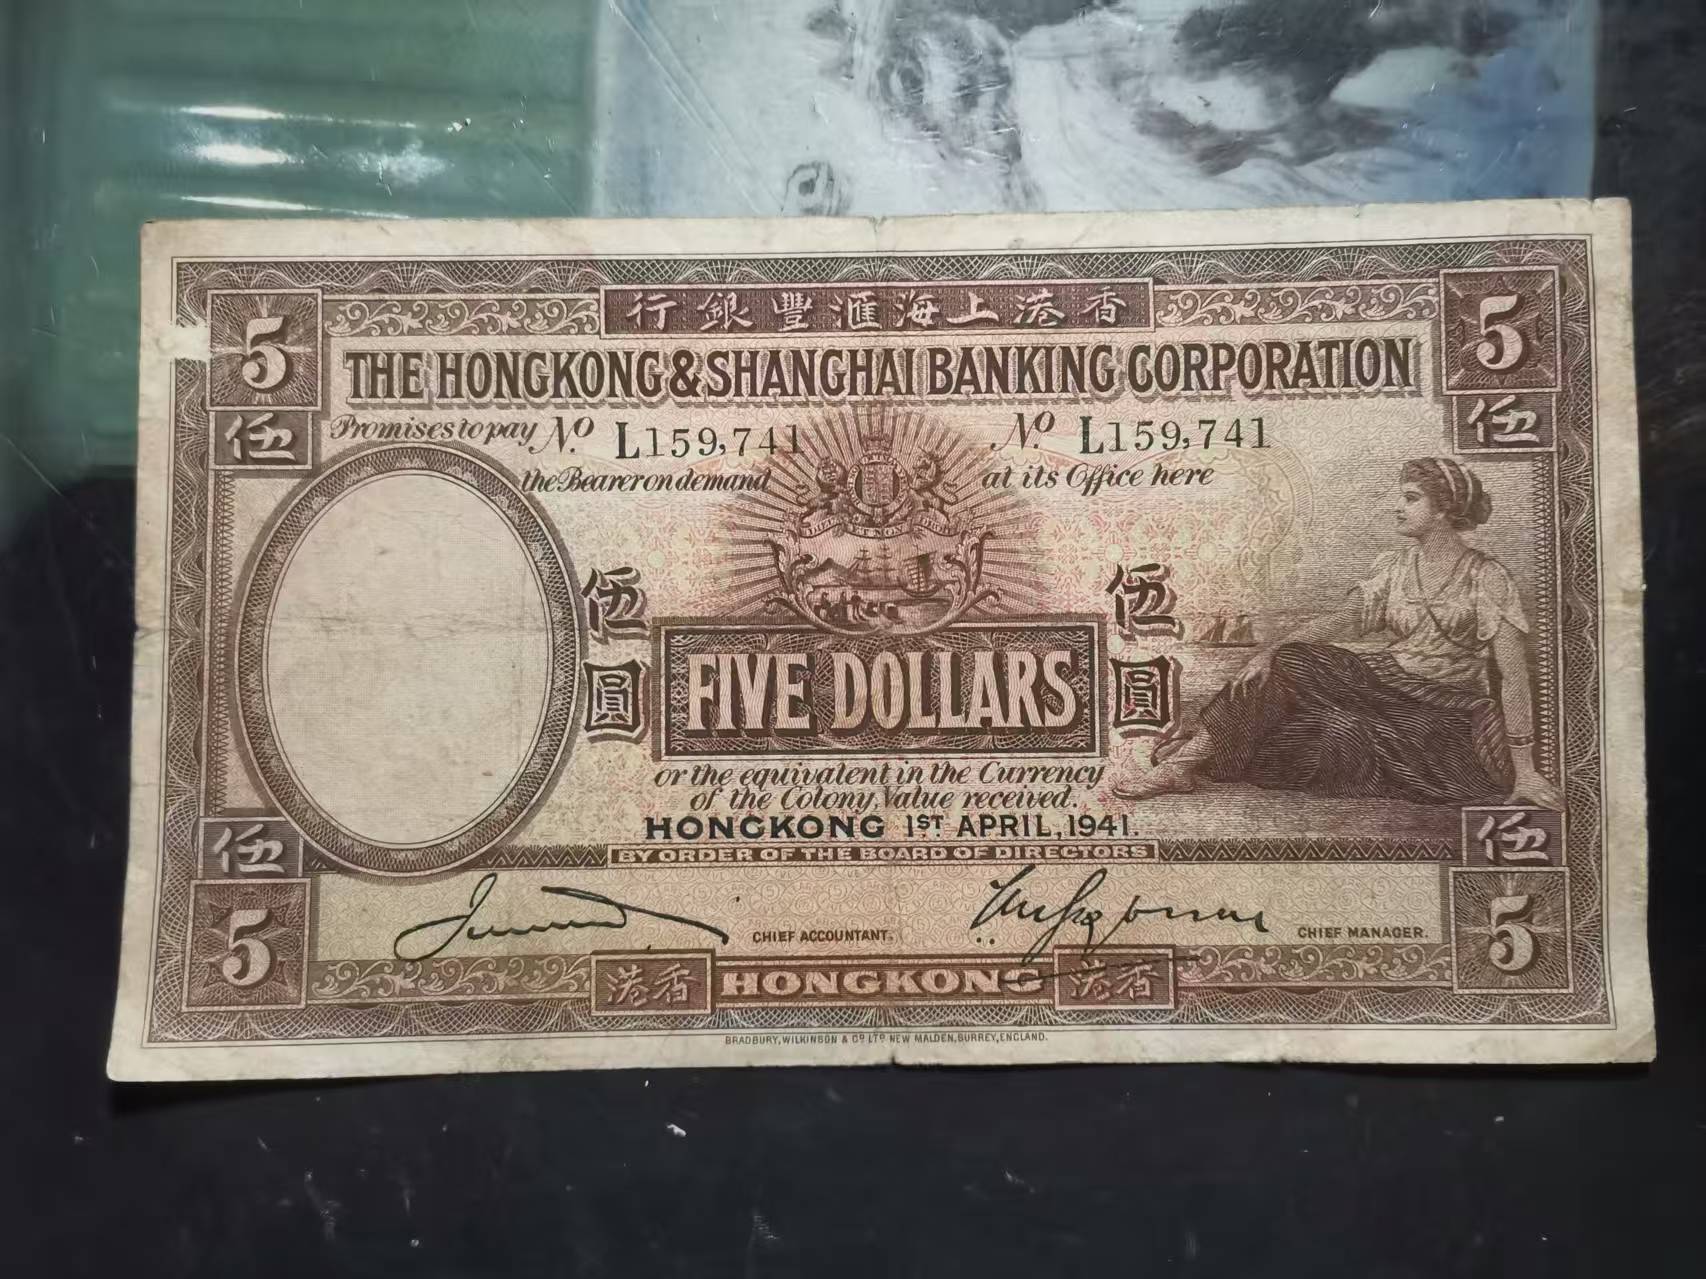 行銀豐滙海上港香
5 5
THE HONGKONG & SHANGHAI BANKING CORPORATION
伍 Promises to pay No. L159,741 No. L159,741 伍
the Bearer on demand at its Office here
伍圓 伍圓
FIVE DOLLARS
or the equivalent in the Currency
of the Colony, Value received.
HONGKONG 1ST APRIL, 1941.
伍 BY ORDER OF THE BOARD OF DIRECTORS 伍
5 CHIEF ACCOUNTANT. CHIEF MANAGER. 5
港香 HONGKONG 港香
BRADBURY, WILKINSON & Co LTD NEW MALDEN, SURREY, ENGLAND.